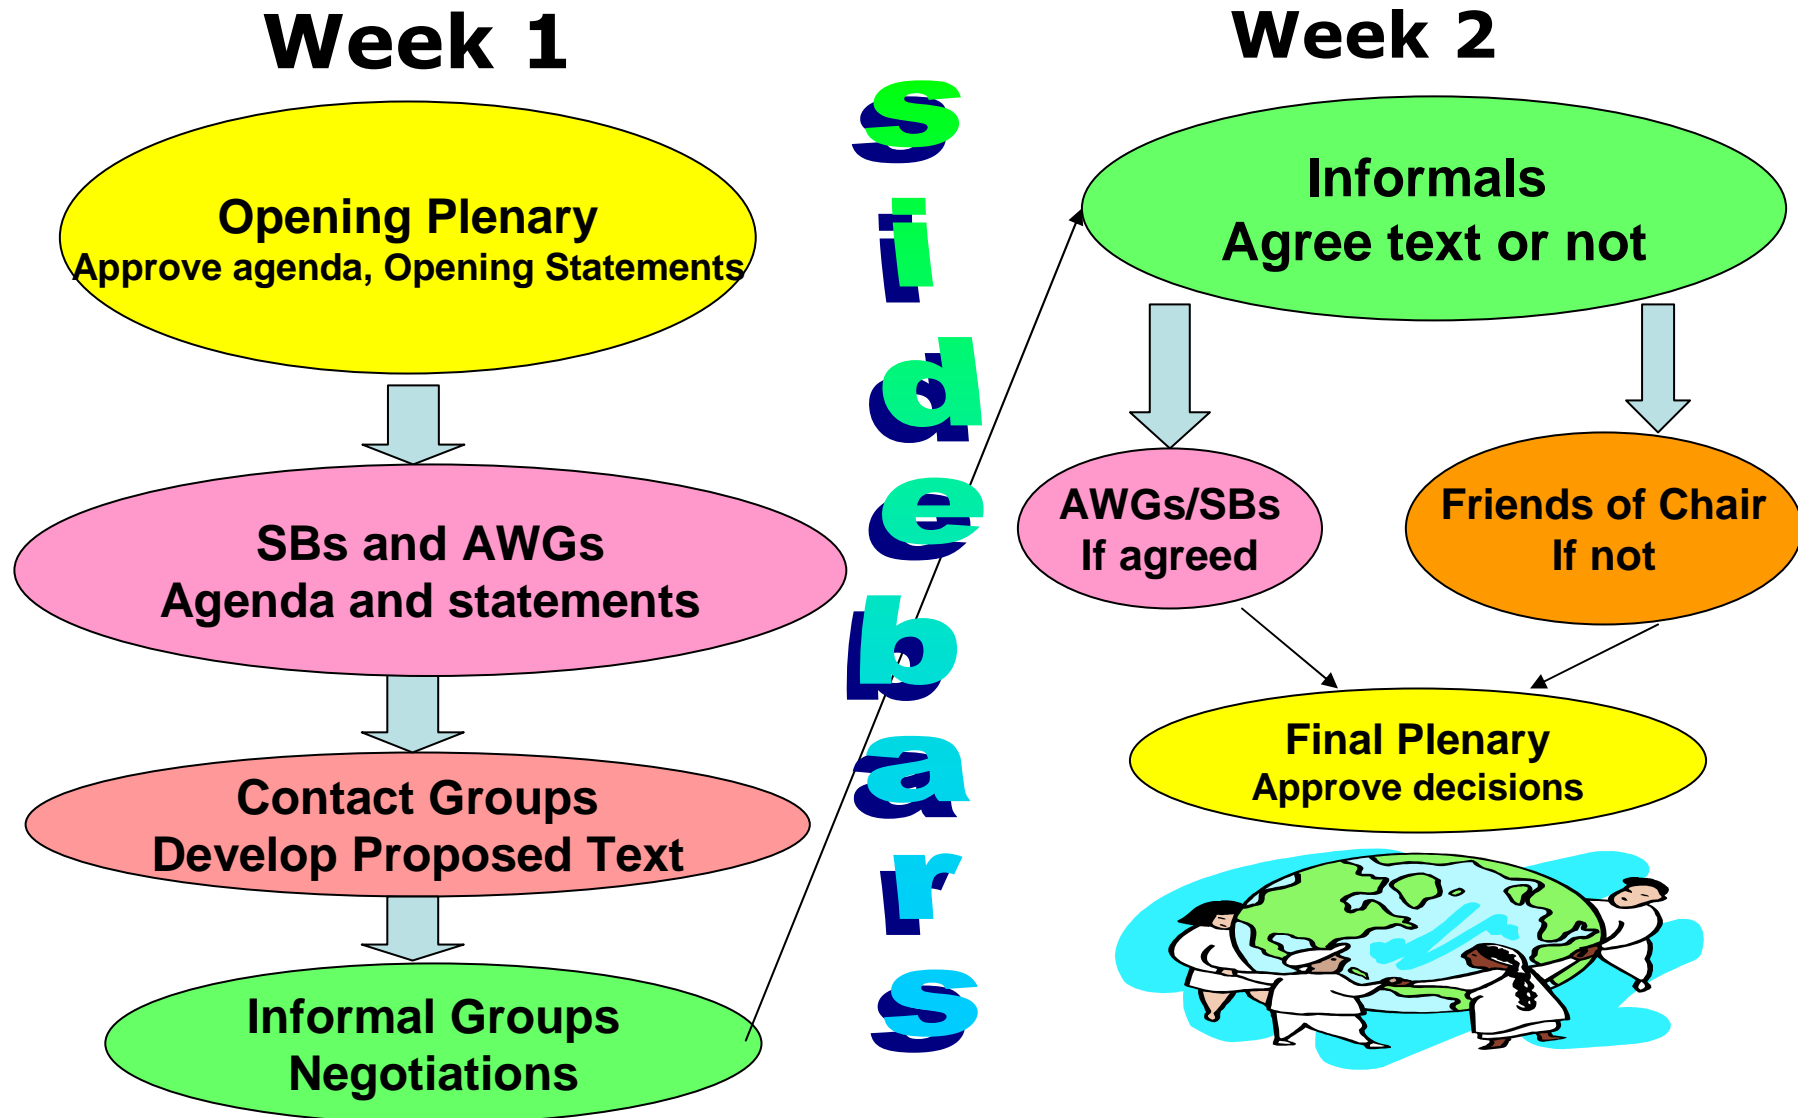 Week 1
Opening Plenary
Approve agenda, Opening Statements
SBs and AWGs
Agenda and statements
Contact Groups
Develop Proposed Text
Informal Groups
Negotiations
sidebars
Week 2
Informals
Agree text or not
AWGs/SBs
If agreed
Friends of Chair
If not
Final Plenary
Approve decisions